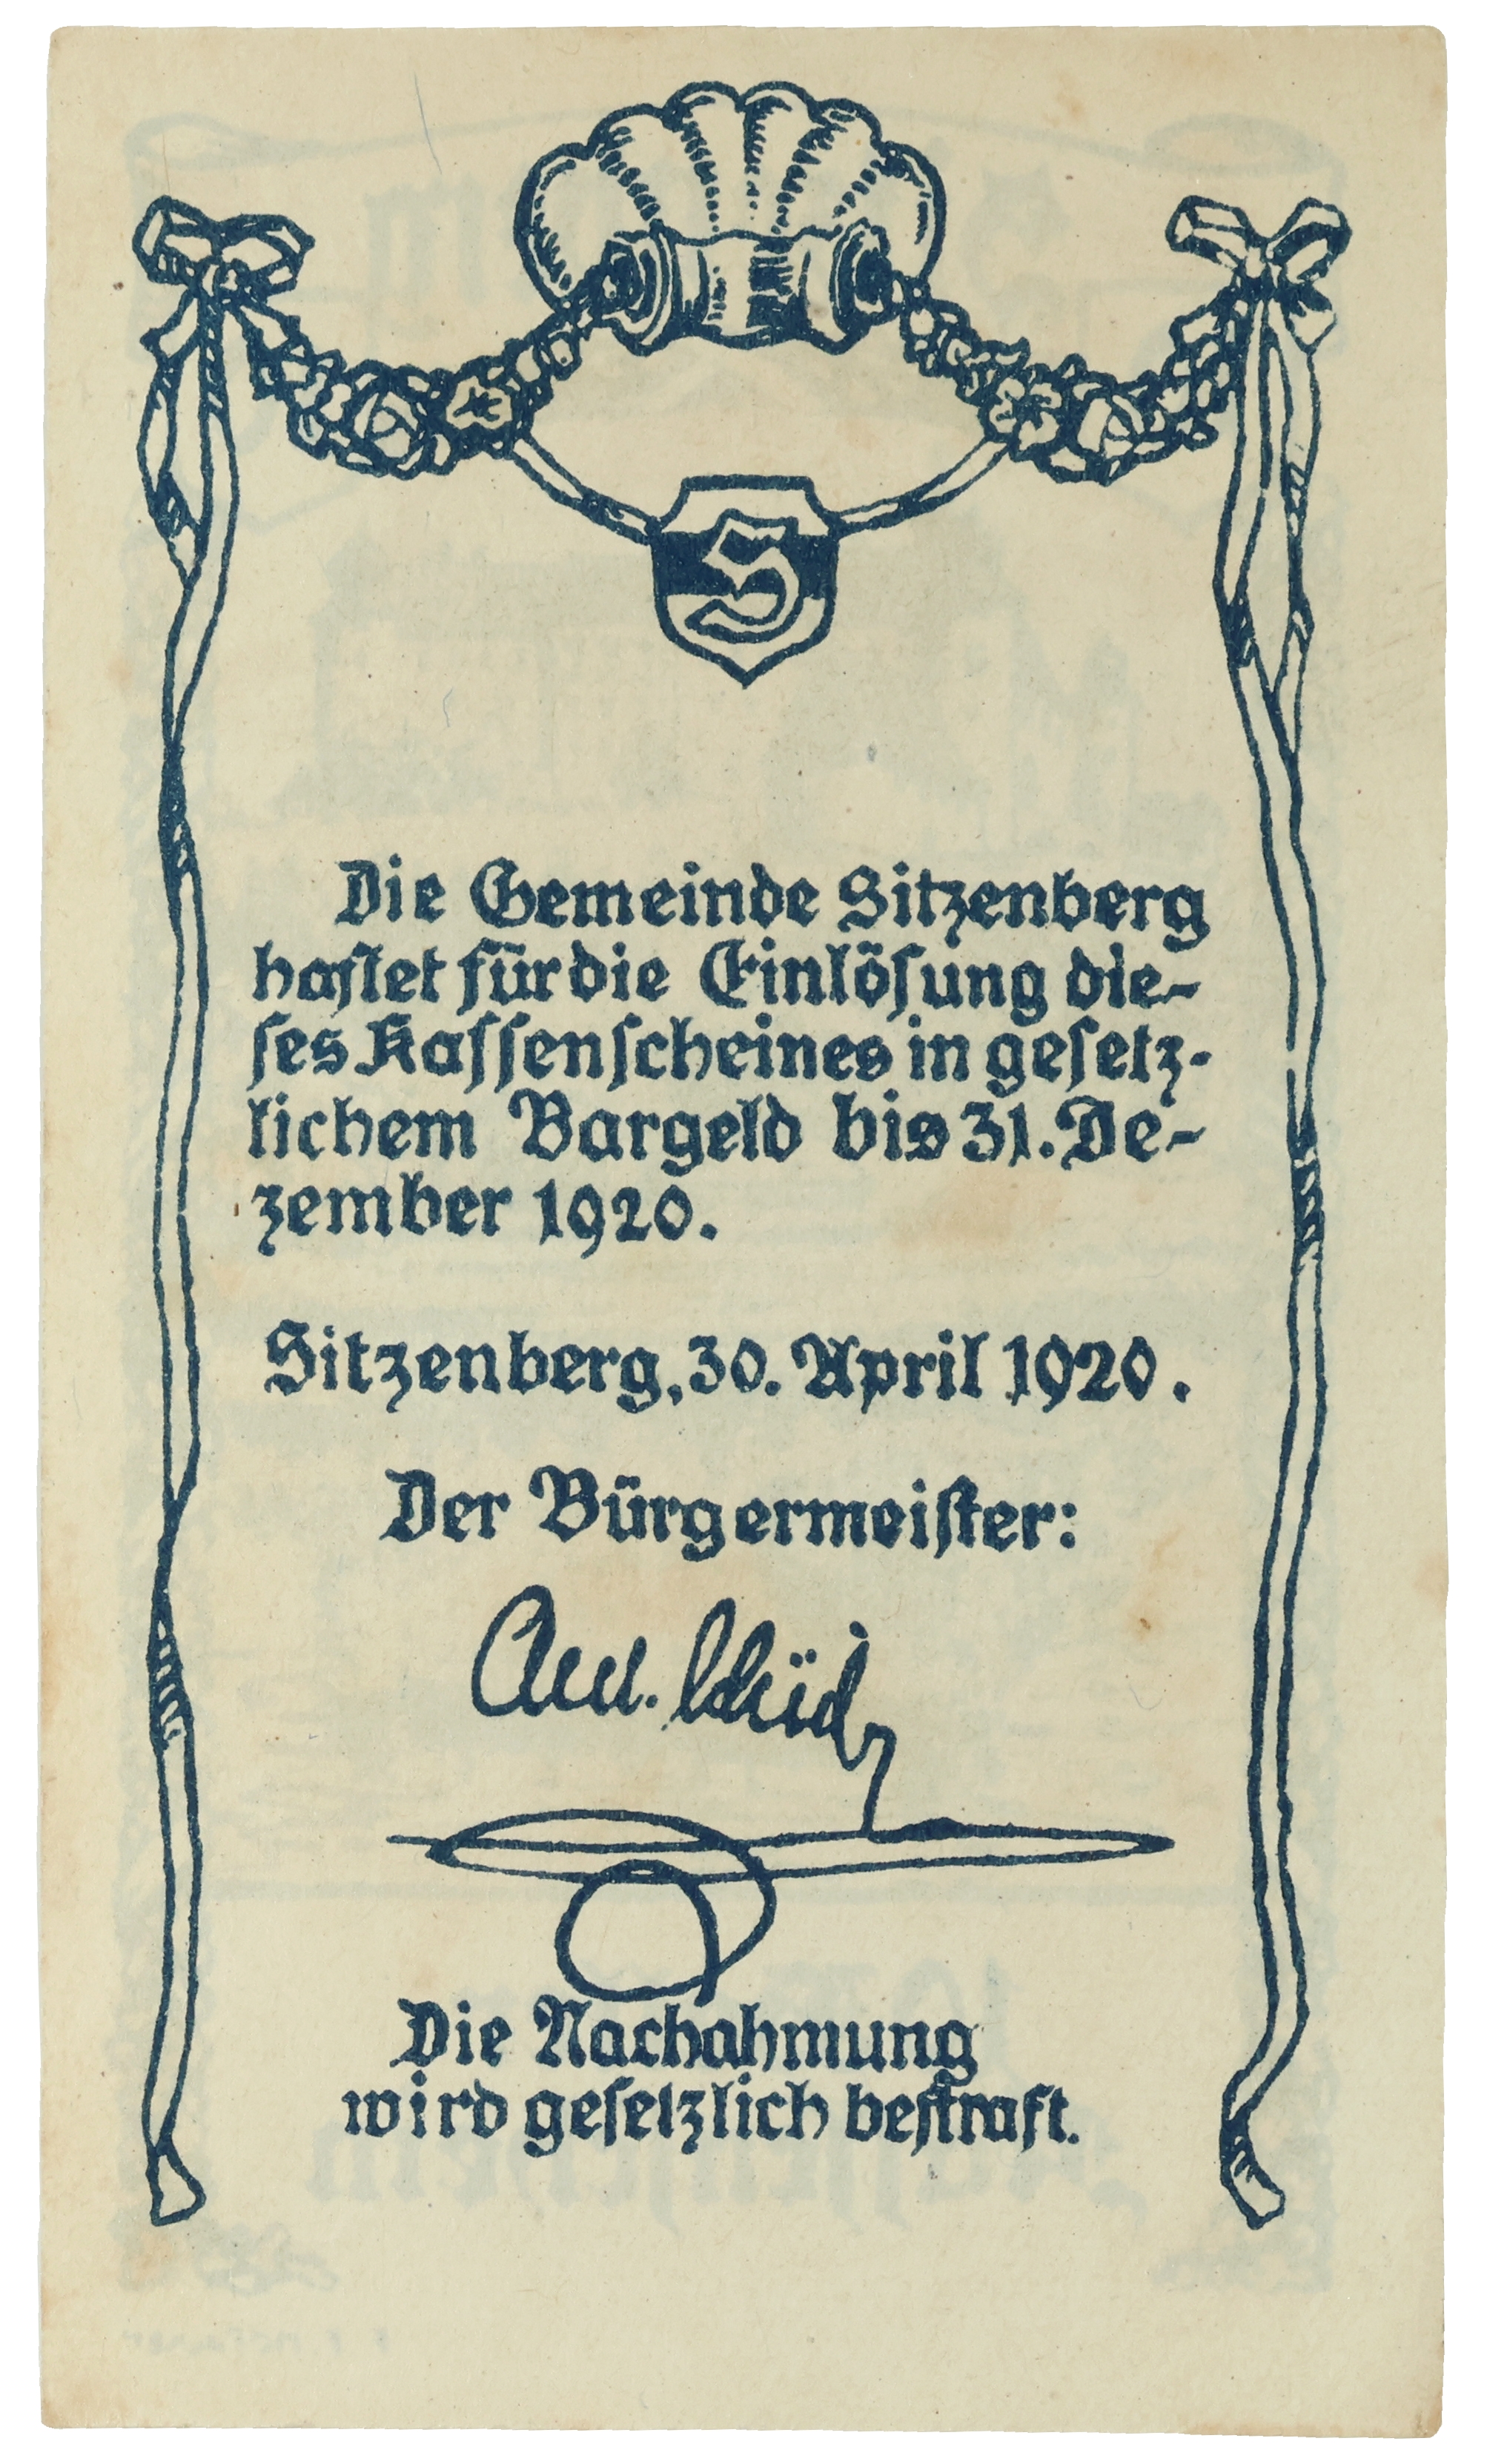 S
Die Gemeinde Sitzenberg
haftet für die Einlösung die-
ses Kassenscheines in gesetz-
lichem Bargeld bis 31. De-
zember 1920.
Sitzenberg, 30. April 1920.
Der Bürgermeister:
Die Nachahmung
wird gesetzlich bestraft.